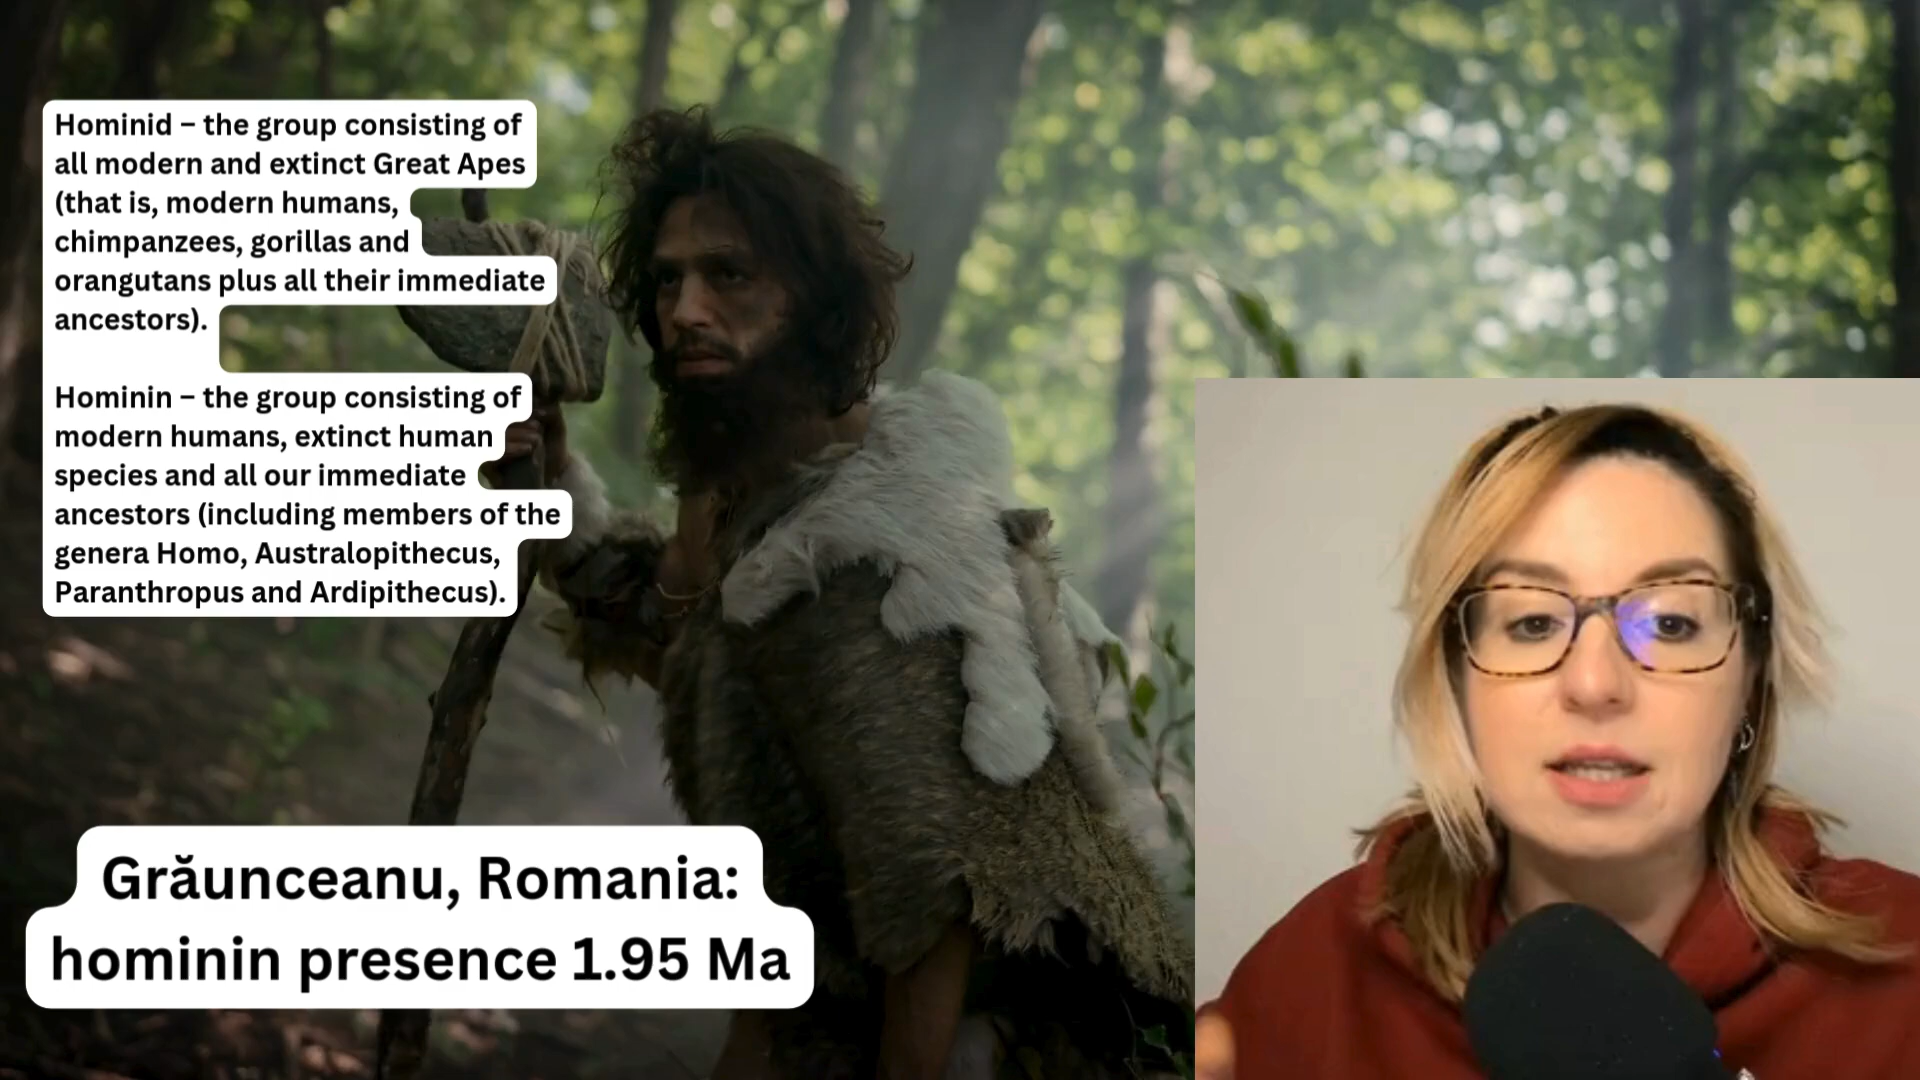 Hominid – the group consisting of
all modern and extinct Great Apes
(that is, modern humans,
chimpanzees, gorillas and
orangutans plus all their immediate
ancestors).
Hominin – the group consisting of
modern humans, extinct human
species and all our immediate
ancestors (including members of the
genera Homo, Australopithecus,
Paranthropus and Ardipithecus).
Grăunceanu, Romania:
hominin presence 1.95 Ma